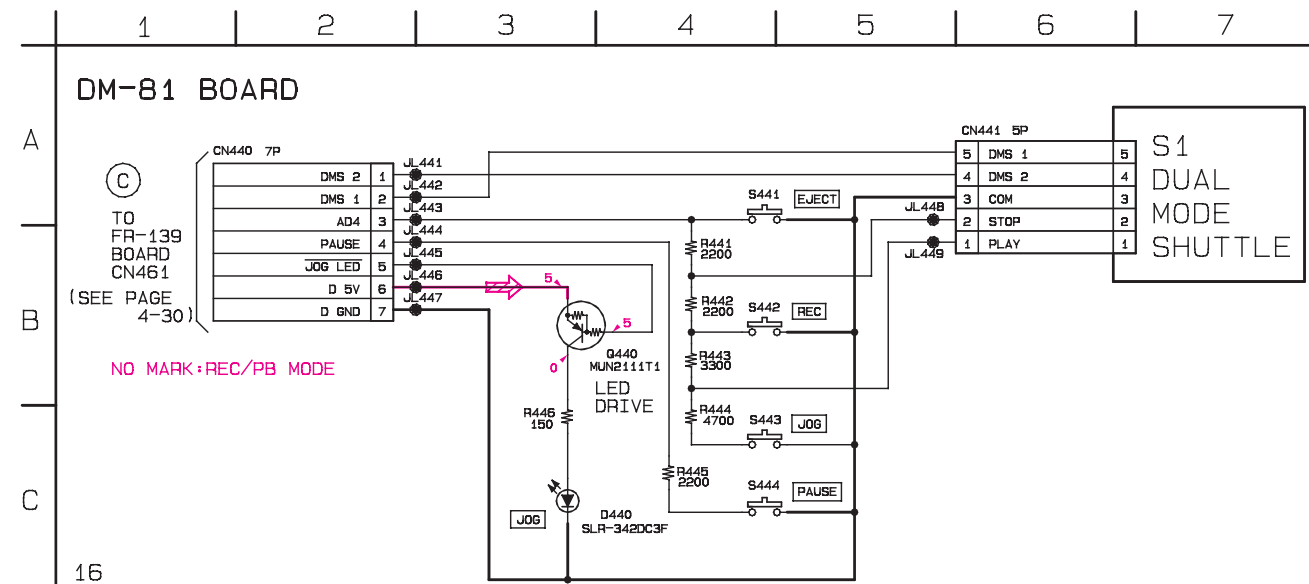 1 2 3 4 5 6 7
DM-81 BOARD
A
B
C
C
TO
FR-139
BOARD
CN461
(SEE PAGE
4-30)
CN440 7P
DMS 2 1
DMS 1 2
AD4 3
PAUSE 4
JOG LED 5
D 5V 6
D GND 7
JL441
JL442
JL443
JL444
JL445
JL446
JL447
NO MARK:REC/PB MODE
5
5
0
Q440
MUN2111T1
LED
DRIVE
R446
150
JOG
D440
SLR-342DC3F
R441
2200
R442
2200
R443
3300
R444
4700
R445
2200
S441 EJECT
S442 REC
S443 JOG
S444 PAUSE
JL448
JL449
CN441 5P
5 DMS 1 5
4 DMS 2 4
3 COM 3
2 STOP 2
1 PLAY 1
S1
DUAL
MODE
SHUTTLE
16